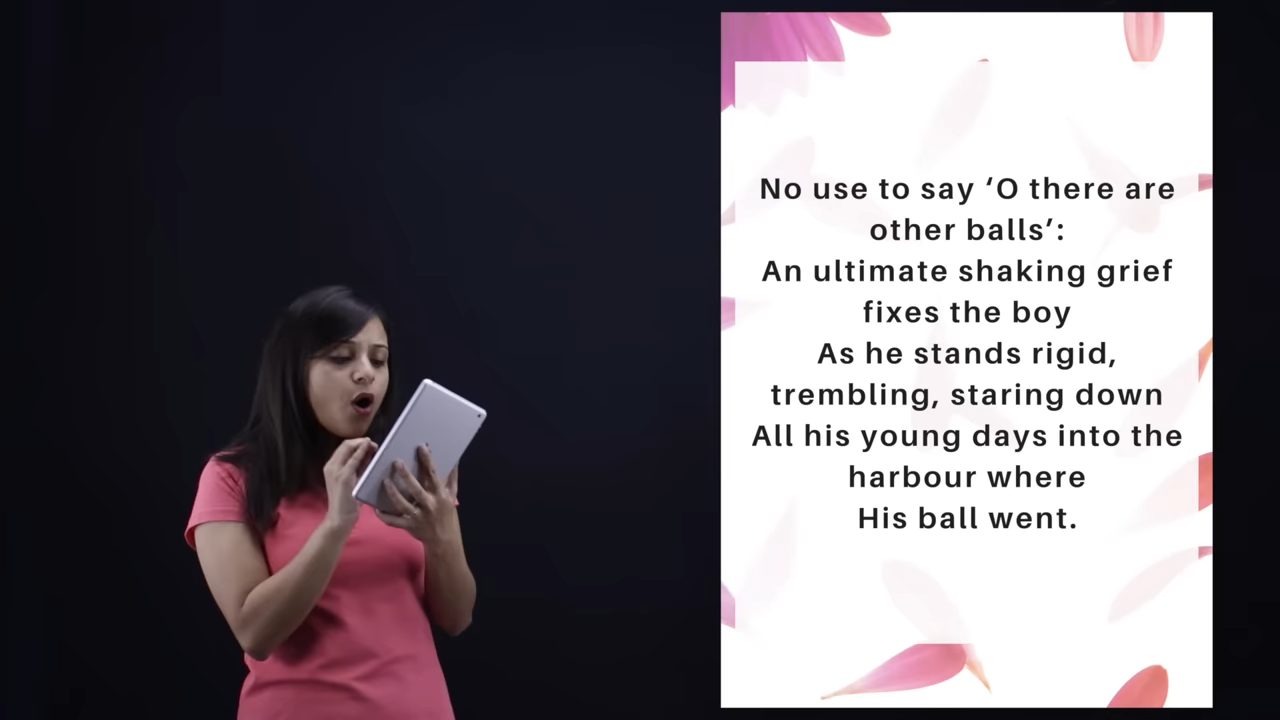 No use to say ‘O there are
other balls’:
An ultimate shaking grief
fixes the boy
As he stands rigid,
trembling, staring down
All his young days into the
harbour where
His ball went.